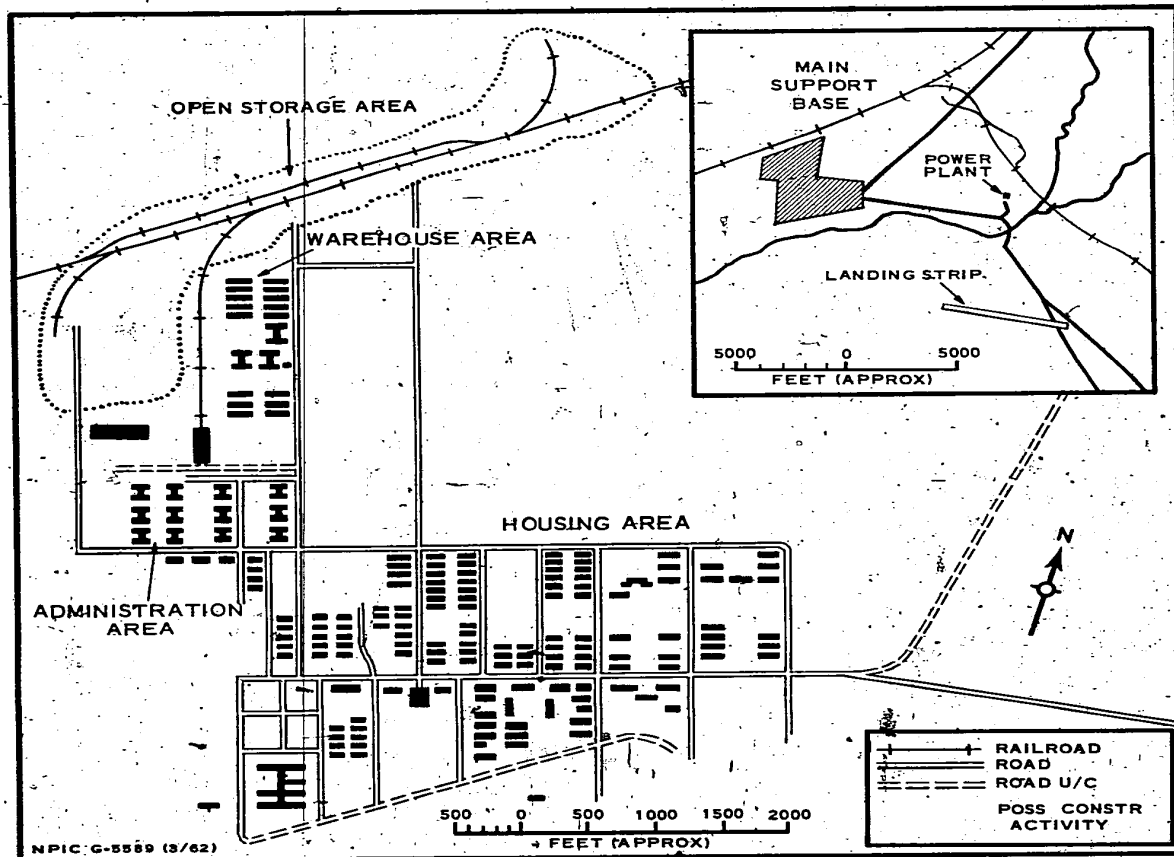 OPEN STORAGE AREA
WAREHOUSE AREA
HOUSING AREA
ADMINISTRATION
AREA
MAIN
SUPPORT
BASE
POWER
PLANT
LANDING STRIP
5000 0 5000
FEET (APPROX)
N
RAILROAD
ROAD
ROAD U/C
POSS CONSTR
ACTIVITY
500 0 500 1000 1500 2000
FEET (APPROX)
NPIC G-5589 (3/62)